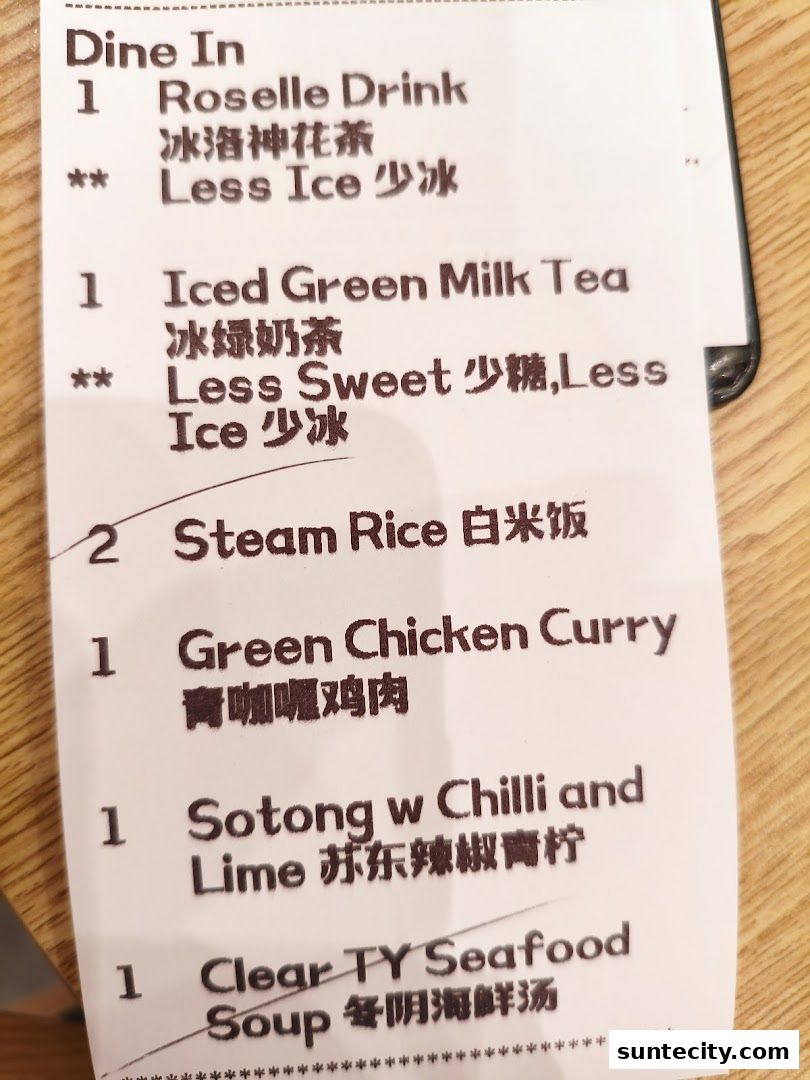 Dine In
1 Roselle Drink
冰洛神花茶
** Less Ice 少冰
1 Iced Green Milk Tea
冰绿奶茶
** Less Sweet 少糖,Less
Ice 少冰
2 Steam Rice 白米饭
1 Green Chicken Curry
青咖喱鸡肉
1 Sotong w Chilli and
Lime 苏东辣椒青柠
1 Clear TY Seafood
Soup 冬阴海鲜汤
suntecity.com